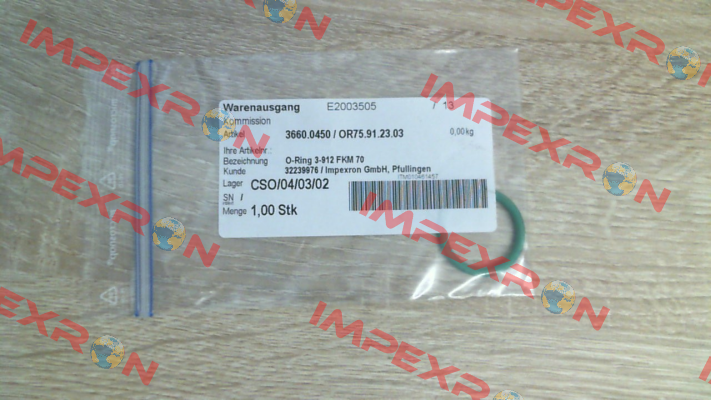 Warenausgang E2003505 / 13
Kommission
Artikel 3660.0450 / OR75.91.23.03 0,00kg
Ihre Artikelnr.:
Bezeichnung O-Ring 3-912 FKM 70
Kunde 32239976 / Impexron GmbH, Pfullingen
Lager CSO/04/03/02
SN /
Menge 1,00 Stk
IMPEXRON
IMPEXRON
IMPEXRON
IMPEXRON
IMPEXRON
IMPEXRON